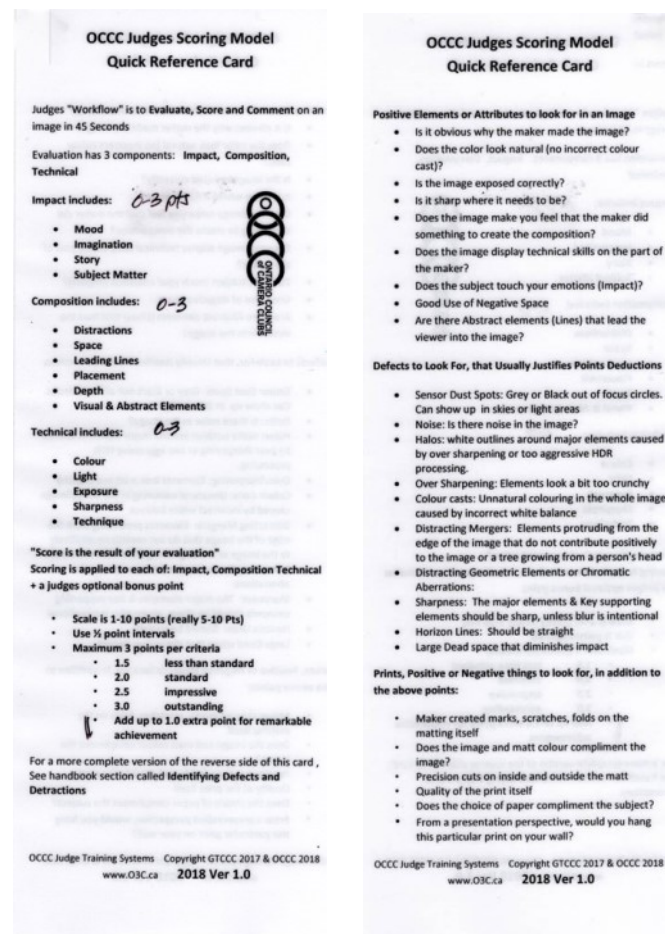 OCCC Judges Scoring Model
Quick Reference Card
Judges "Workflow" is to Evaluate, Score and Comment on an
image in 45 Seconds
Evaluation has 3 components: Impact, Composition,
Technical
Impact includes: 0-3 pts
• Mood
• Imagination
• Story
• Subject Matter
ONTARIO COUNCIL
of CAMERA CLUBS
Composition includes: 0-3
• Distractions
• Space
• Leading Lines
• Placement
• Depth
• Visual & Abstract Elements
Technical includes: 0-3
• Colour
• Light
• Exposure
• Sharpness
• Technique
"Score is the result of your evaluation"
Scoring is applied to each of: Impact, Composition Technical
+ a judges optional bonus point
• Scale is 1-10 points (really 5-10 Pts)
• Use ½ point intervals
• Maximum 3 points per criteria
• 1.5 less than standard
• 2.0 standard
• 2.5 impressive
• 3.0 outstanding
• Add up to 1.0 extra point for remarkable
achievement
For a more complete version of the reverse side of this card ,
See handbook section called Identifying Defects and
Detractions
OCCC Judge Training Systems Copyright GTCCC 2017 & OCCC 2018
www.O3C.ca 2018 Ver 1.0
OCCC Judges Scoring Model
Quick Reference Card
Positive Elements or Attributes to look for in an Image
• Is it obvious why the maker made the image?
• Does the color look natural (no incorrect colour
cast)?
• Is the image exposed correctly?
• Is it sharp where it needs to be?
• Does the image make you feel that the maker did
something to create the composition?
• Does the image display technical skills on the part of
the maker?
• Does the subject touch your emotions (Impact)?
• Good Use of Negative Space
• Are there Abstract elements (Lines) that lead the
viewer into the image?
Defects to Look For, that Usually Justifies Points Deductions
• Sensor Dust Spots: Grey or Black out of focus circles.
Can show up in skies or light areas
• Noise: Is there noise in the image?
• Halos: white outlines around major elements caused
by over sharpening or too aggressive HDR
processing.
• Over Sharpening: Elements look a bit too crunchy
• Colour casts: Unnatural colouring in the whole image
caused by incorrect white balance
• Distracting Mergers: Elements protruding from the
edge of the image that do not contribute positively
to the image or a tree growing from a person's head
• Distracting Geometric Elements or Chromatic
Aberrations:
• Sharpness: The major elements & Key supporting
elements should be sharp, unless blur is intentional
• Horizon Lines: Should be straight
• Large Dead space that diminishes impact
Prints, Positive or Negative things to look for, in addition to
the above points:
• Maker created marks, scratches, folds on the
matting itself
• Does the image and matt colour compliment the
image?
• Precision cuts on inside and outside the matt
• Quality of the print itself
• Does the choice of paper compliment the subject?
• From a presentation perspective, would you hang
this particular print on your wall?
OCCC Judge Training Systems Copyright GTCCC 2017 & OCCC 2018
www.O3C.ca 2018 Ver 1.0